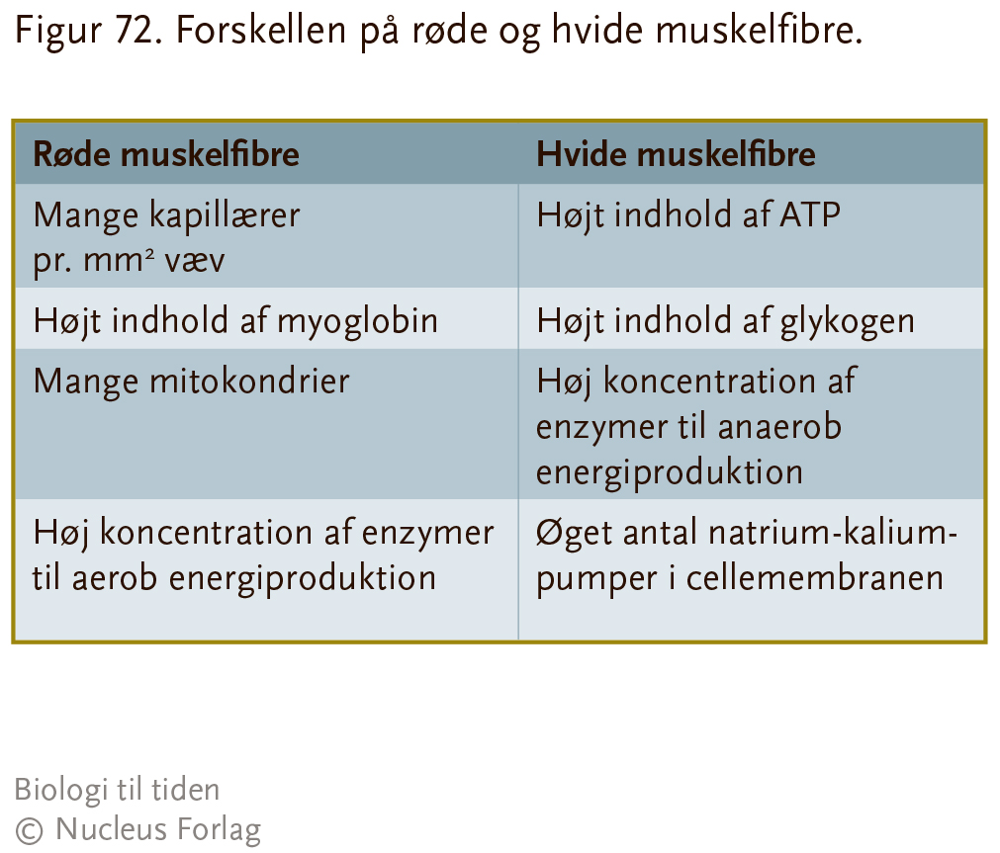 Figur 72. Forskellen på røde og hvide muskelfibre.
Røde muskelfibre
Hvide muskelfibre
Mange kapillærer
pr. mm² væv
Højt indhold af ATP
Højt indhold af myoglobin
Højt indhold af glykogen
Mange mitokondrier
Høj koncentration af
enzymer til anaerob
energiproduktion
Høj koncentration af enzymer
til aerob energiproduktion
Øget antal natrium-kalium-
pumper i cellemembranen
Biologi til tiden
© Nucleus Forlag